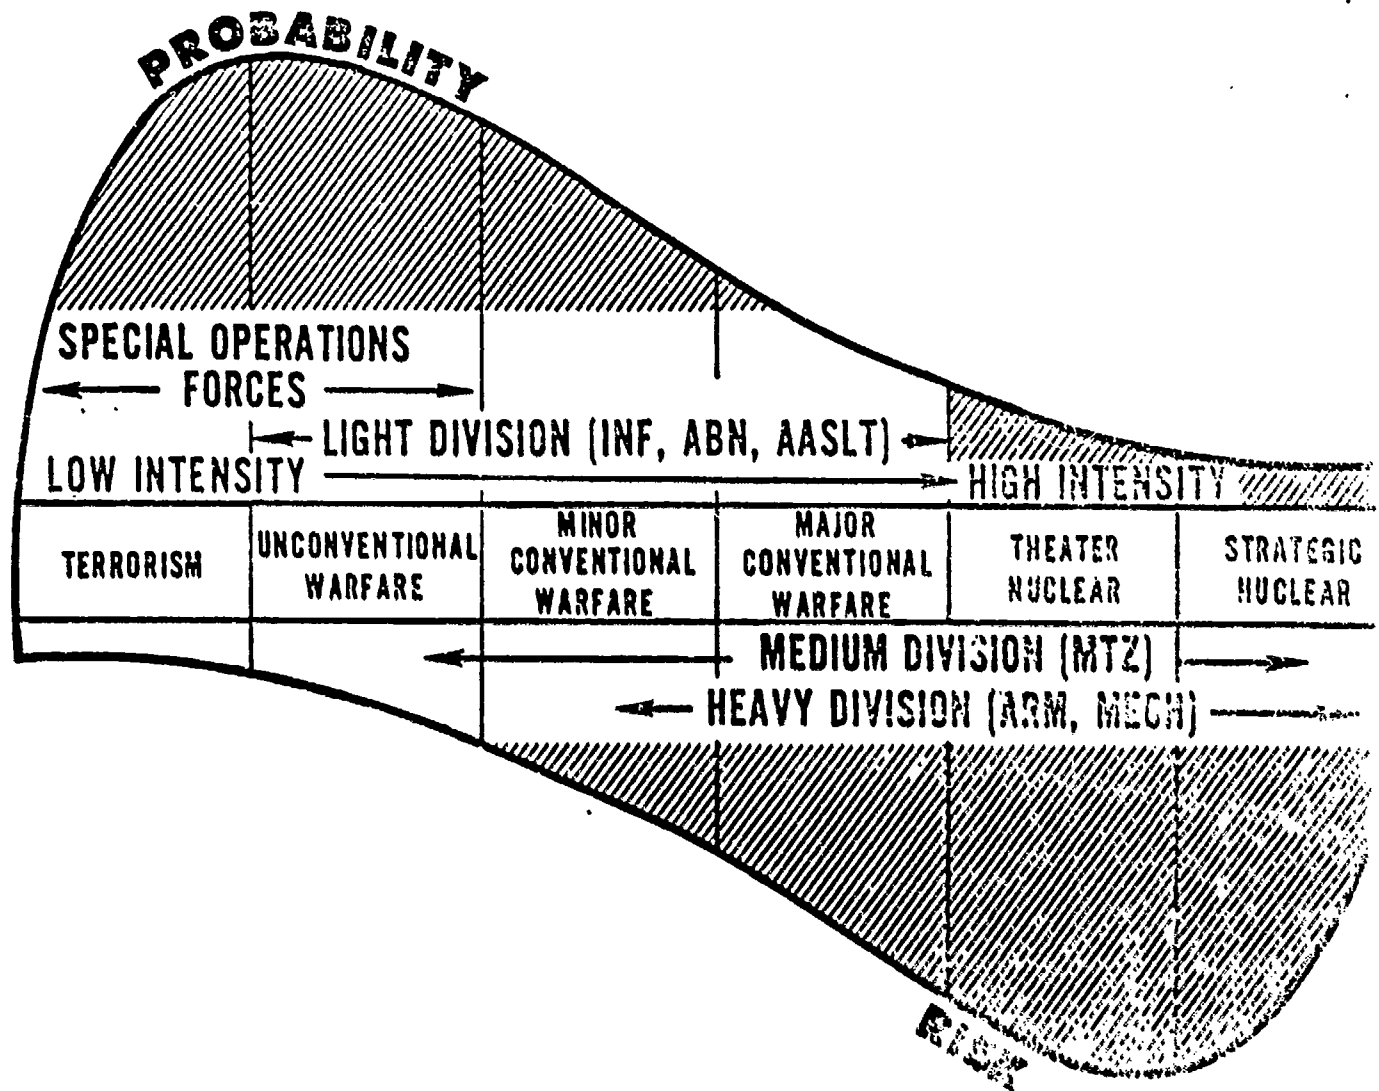 PROBABILITY
SPECIAL OPERATIONS
FORCES
LIGHT DIVISION (INF, ABN, AASLT)
LOW INTENSITY
HIGH INTENSITY
TERRORISM
UNCONVENTIONAL
WARFARE
MINOR
CONVENTIONAL
WARFARE
MAJOR
CONVENTIONAL
WARFARE
THEATER
NUCLEAR
STRATEGIC
NUCLEAR
MEDIUM DIVISION (MTZ)
HEAVY DIVISION (ARM, MECH)
RISK